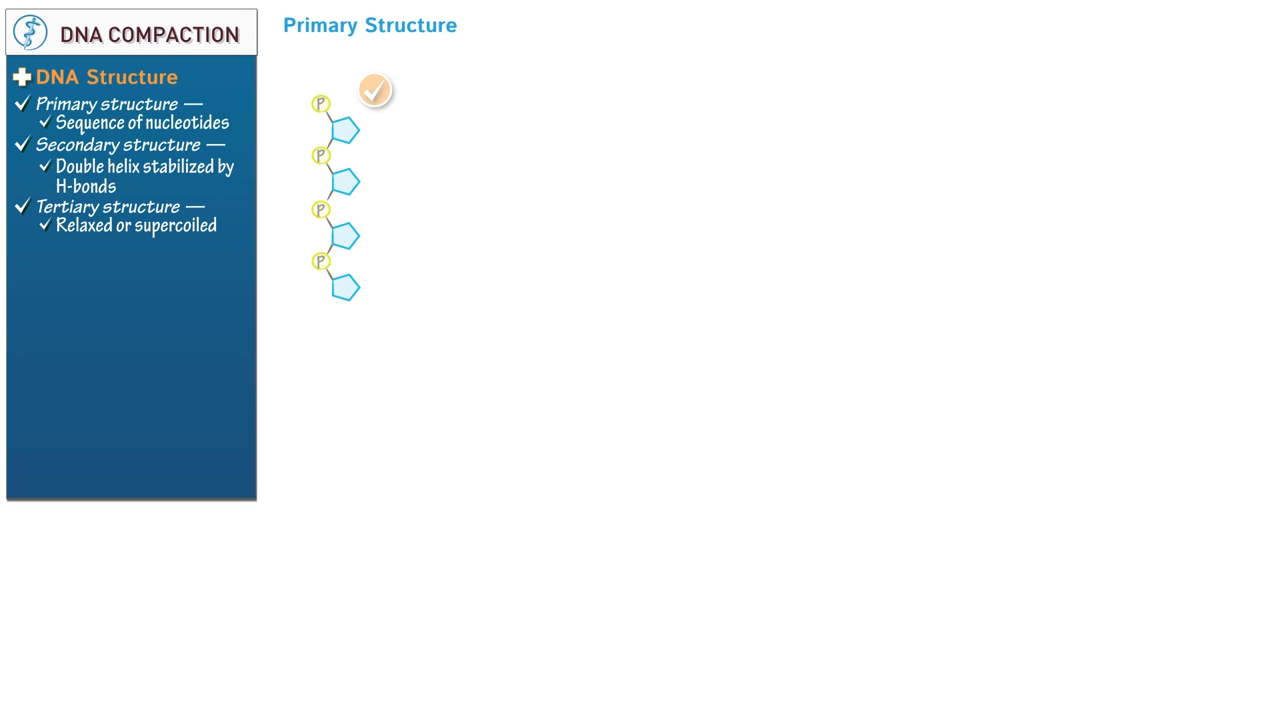 DNA COMPACTION
DNA Structure
Primary structure —
Sequence of nucleotides
Secondary structure —
Double helix stabilized by
H-bonds
Tertiary structure —
Relaxed or supercoiled
Primary Structure
P
P
P
P